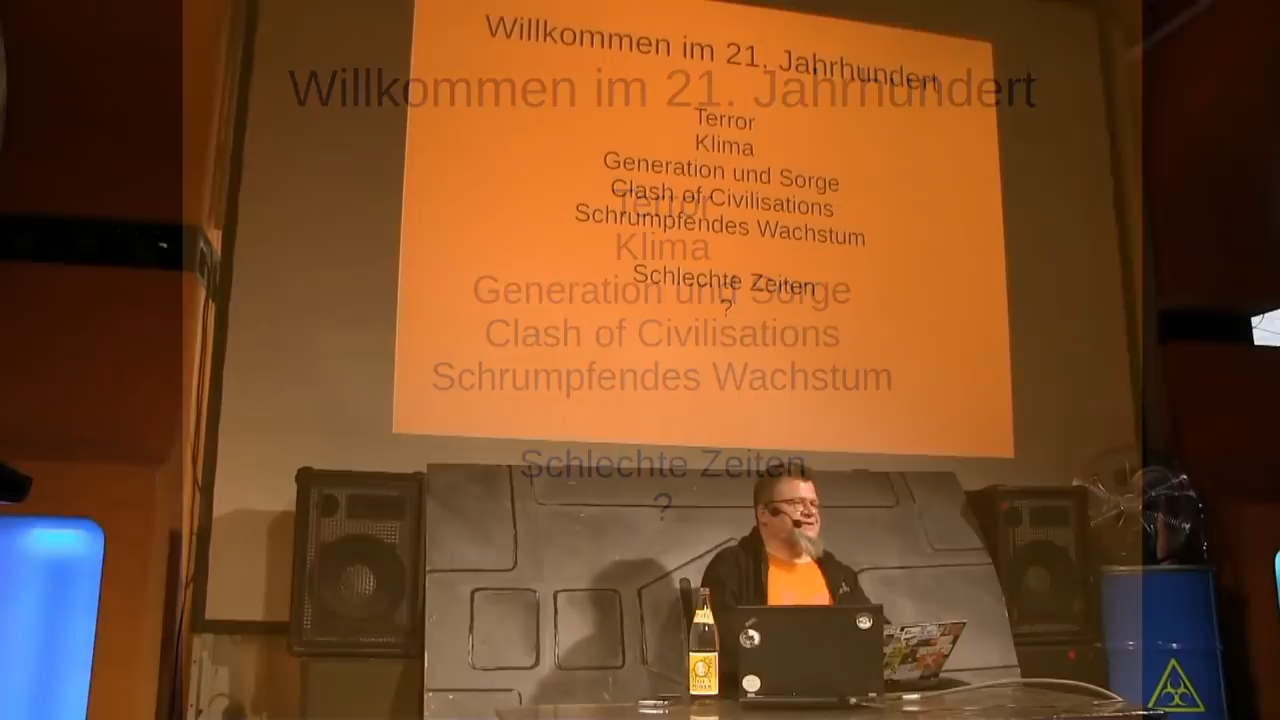 Willkommen im 21. Jahrhundert
Terror
Klima
Generation und Sorge
Clash of Civilisations
Schrumpfendes Wachstum
Schlechte Zeiten
?
Willkommen im 21. Jahrhundert
Terror
Klima
Generation und Sorge
Clash of Civilisations
Schrumpfendes Wachstum
Schlechte Zeiten
?